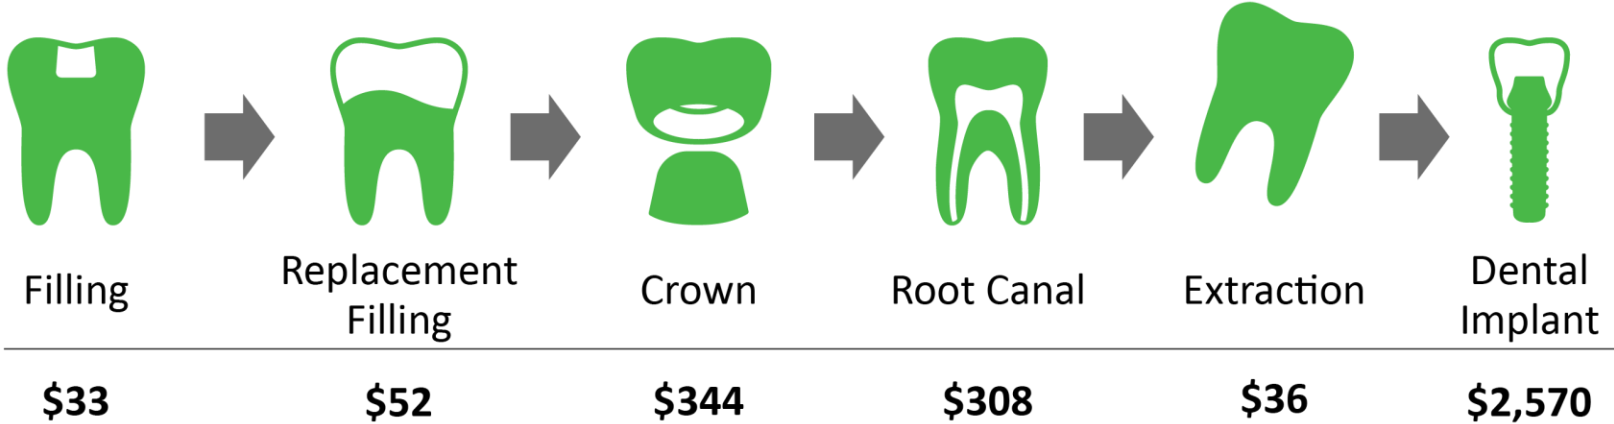 Filling
Replacement
Filling
Crown
Root Canal
Extraction
Dental
Implant
$33
$52
$344
$308
$36
$2,570